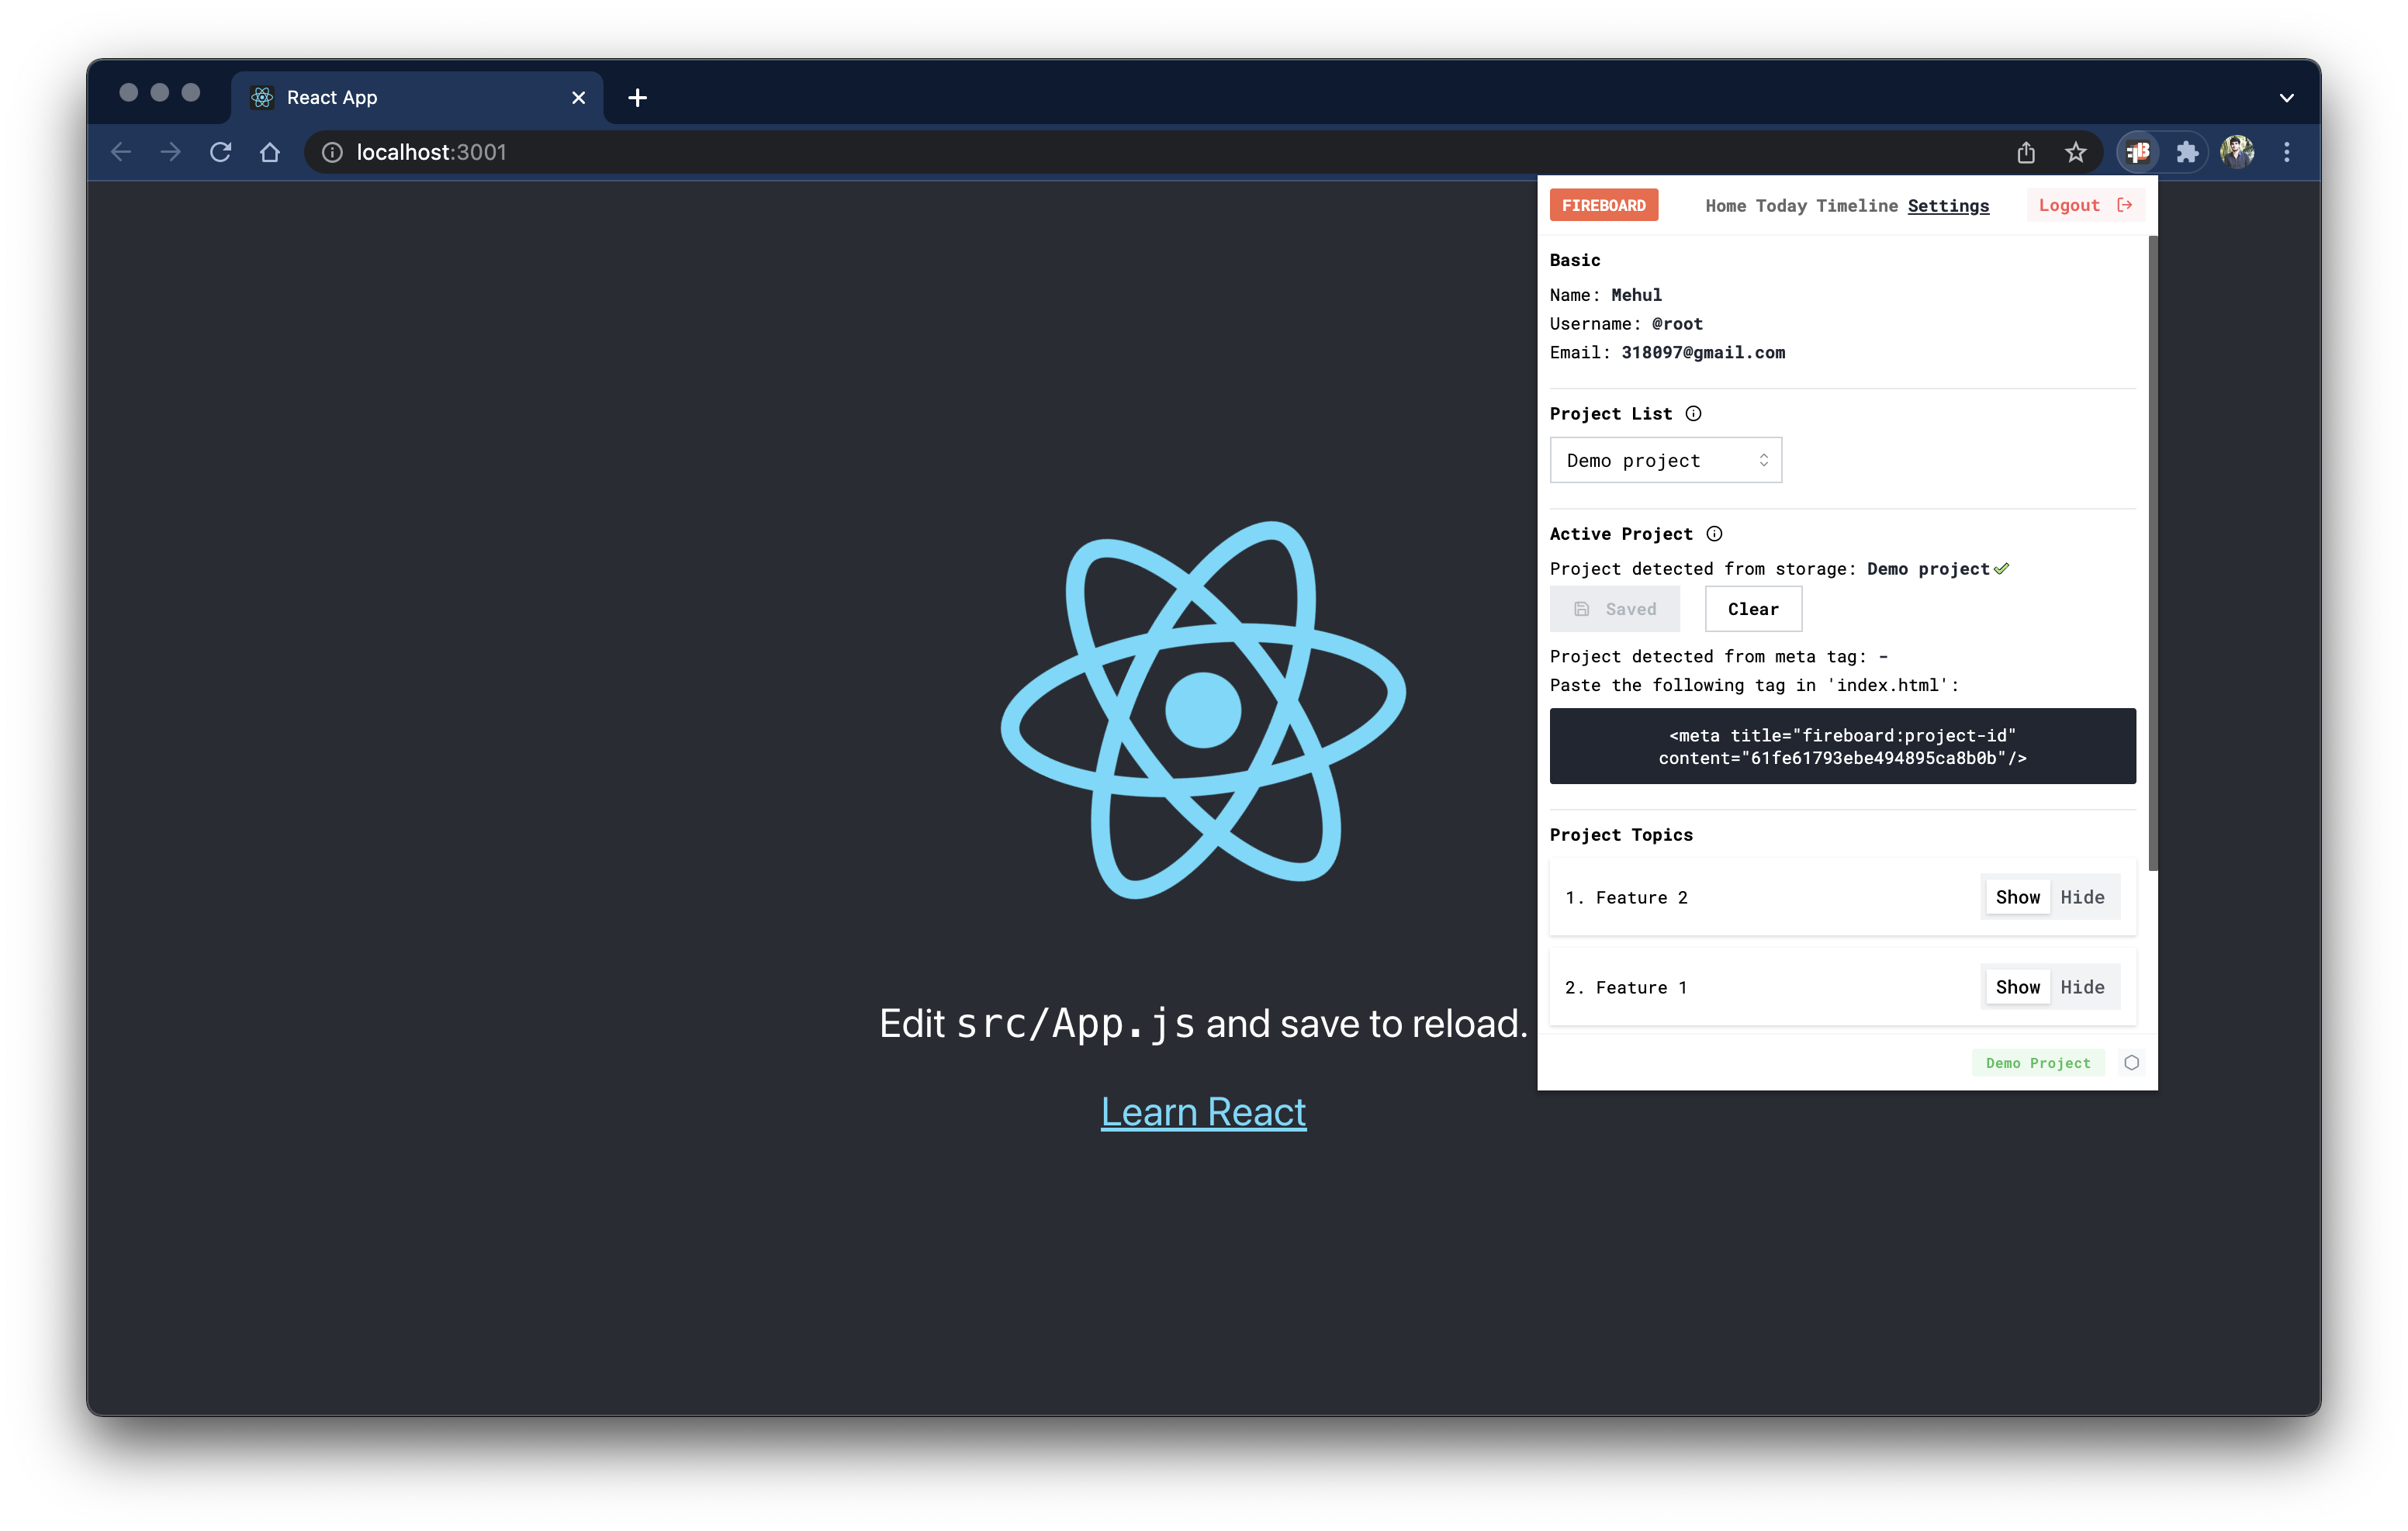 React App
localhost:3001
FIREBOARD Home Today Timeline Settings Logout
Basic
Name: Mehul
Username: @root
Email: 318097@gmail.com
Project List
Demo project
Active Project
Project detected from storage: Demo project
Saved Clear
Project detected from meta tag: -
Paste the following tag in 'index.html':
<meta title="fireboard:project-id"
content="61fe61793ebe494895ca8b0b"/>
Project Topics
1. Feature 2 Show Hide
2. Feature 1 Show Hide
Demo Project
Edit src/App.js and save to reload.
Learn React